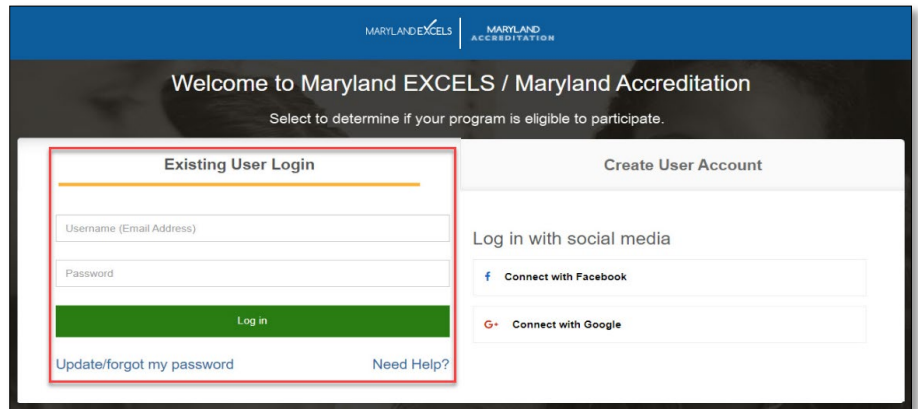 MARYLAND EXCELS
MARYLAND
ACCREDITATION
Welcome to Maryland EXCELS / Maryland Accreditation
Select to determine if your program is eligible to participate.
Existing User Login
Create User Account
Username (Email Address)
Password
Log in
Update/forgot my password
Need Help?
Log in with social media
f Connect with Facebook
G+ Connect with Google